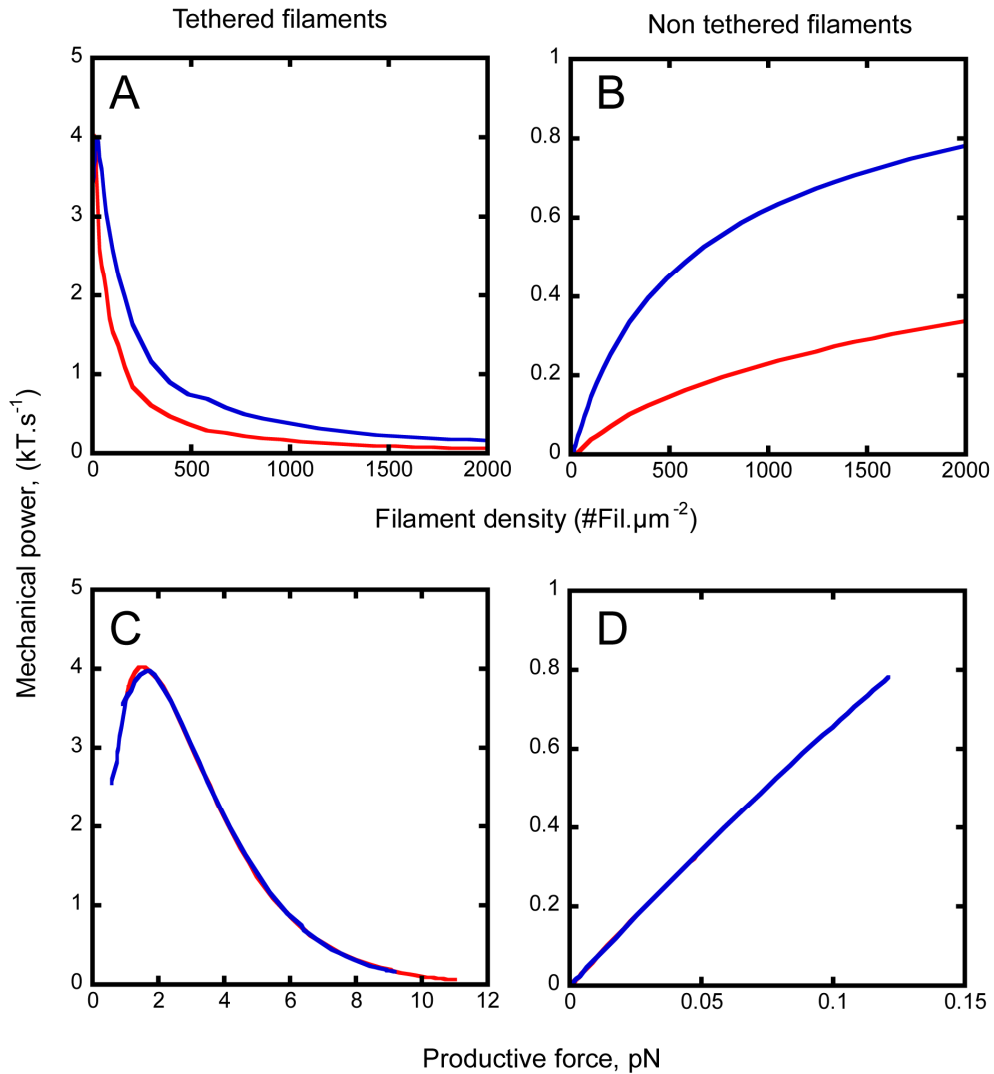 Tethered filaments
Non tethered filaments
5
4
3
2
1
0
A
0 500 1000 1500 2000
1
0.8
0.6
0.4
0.2
0
B
0 500 1000 1500 2000
Filament density (#Fil.µm-2)
Mechanical power, (kT.s-1)
5
4
3
2
1
0
C
0 2 4 6 8 10 12
1
0.8
0.6
0.4
0.2
0
D
0 0.05 0.1 0.15
Productive force, pN